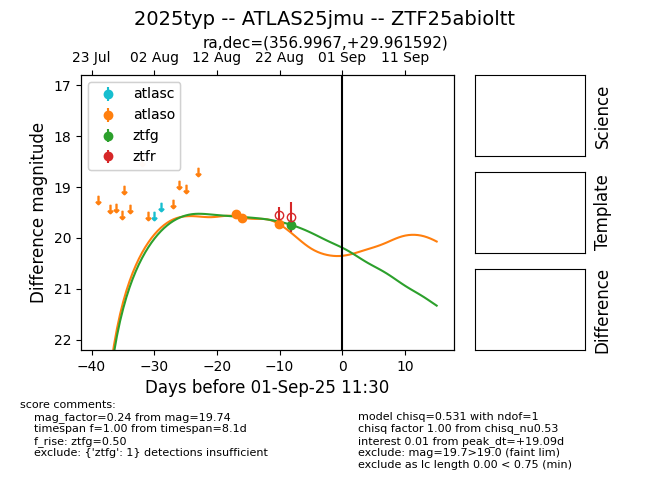 2025typ -- ATLAS25jmu -- ZTF25abioltt
ra,dec=(356.9967,+29.961592)
23 Jul 02 Aug 12 Aug 22 Aug 01 Sep 11 Sep
atlasc
atlaso
ztfg
ztfr
17
18
19
20
21
22
Difference magnitude
−40 −30 −20 −10 0 10
Days before 01-Sep-25 11:30
Science
Template
Difference
score comments:
mag_factor=0.24 from mag=19.74
timespan f=1.00 from timespan=8.1d
f_rise: ztfg=0.50
exclude: {'ztfg': 1} detections insufficient
model chisq=0.531 with ndof=1
chisq factor 1.00 from chisq_nu0.53
interest 0.01 from peak_dt=+19.09d
exclude: mag=19.7>19.0 (faint lim)
exclude as lc length 0.00 < 0.75 (min)